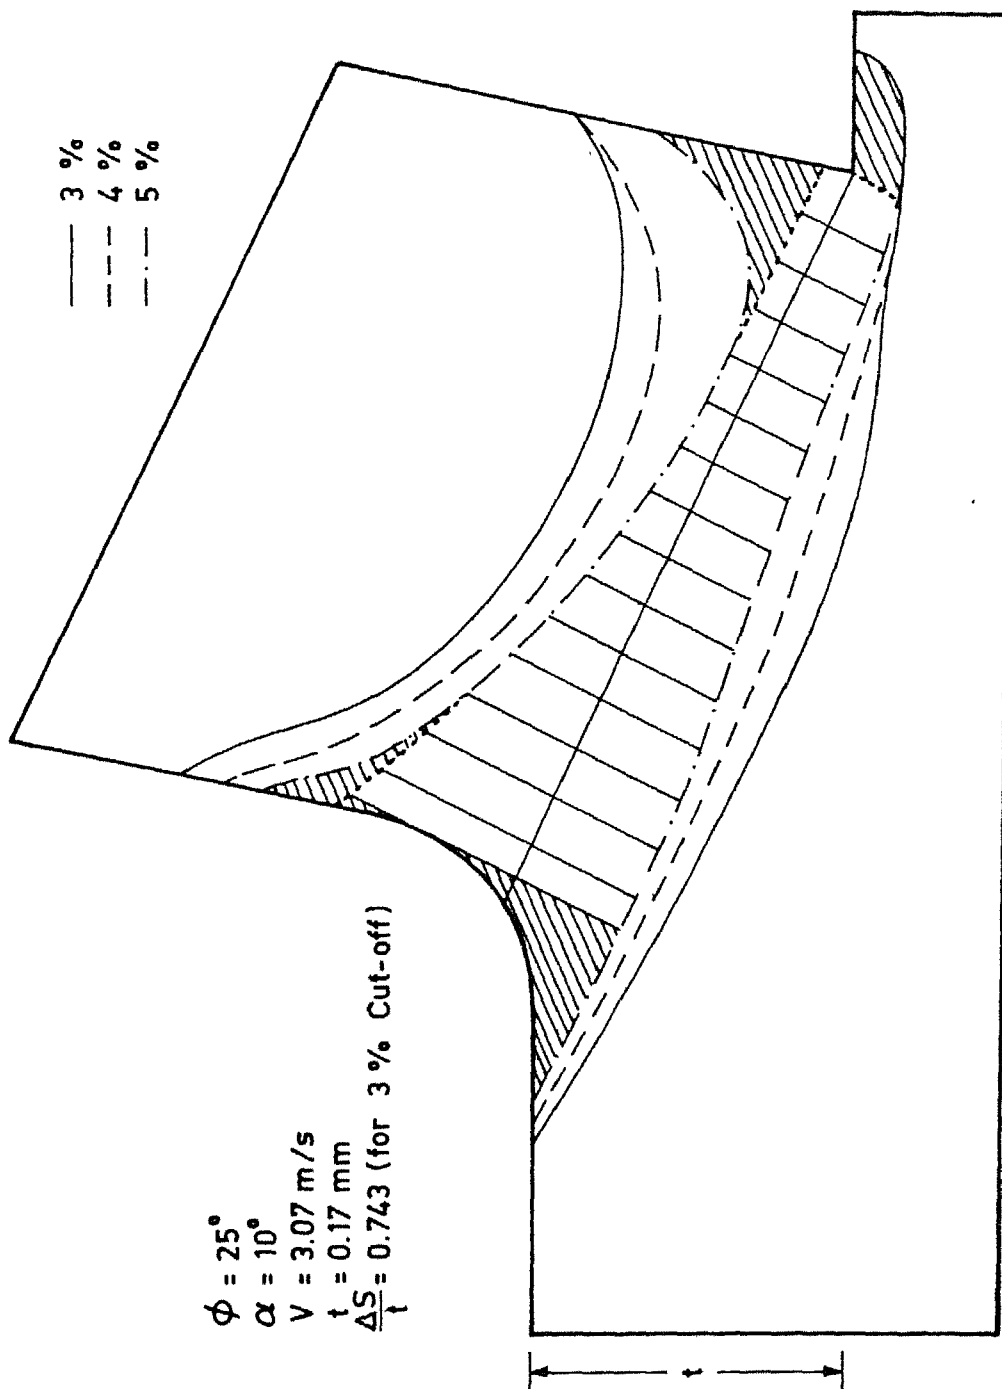 3 %
4 %
5 %
ϕ = 25°
α = 10°
V = 3.07 m/s
t = 0.17 mm
ΔS/t = 0.743 (for 3 % Cut-off)
t